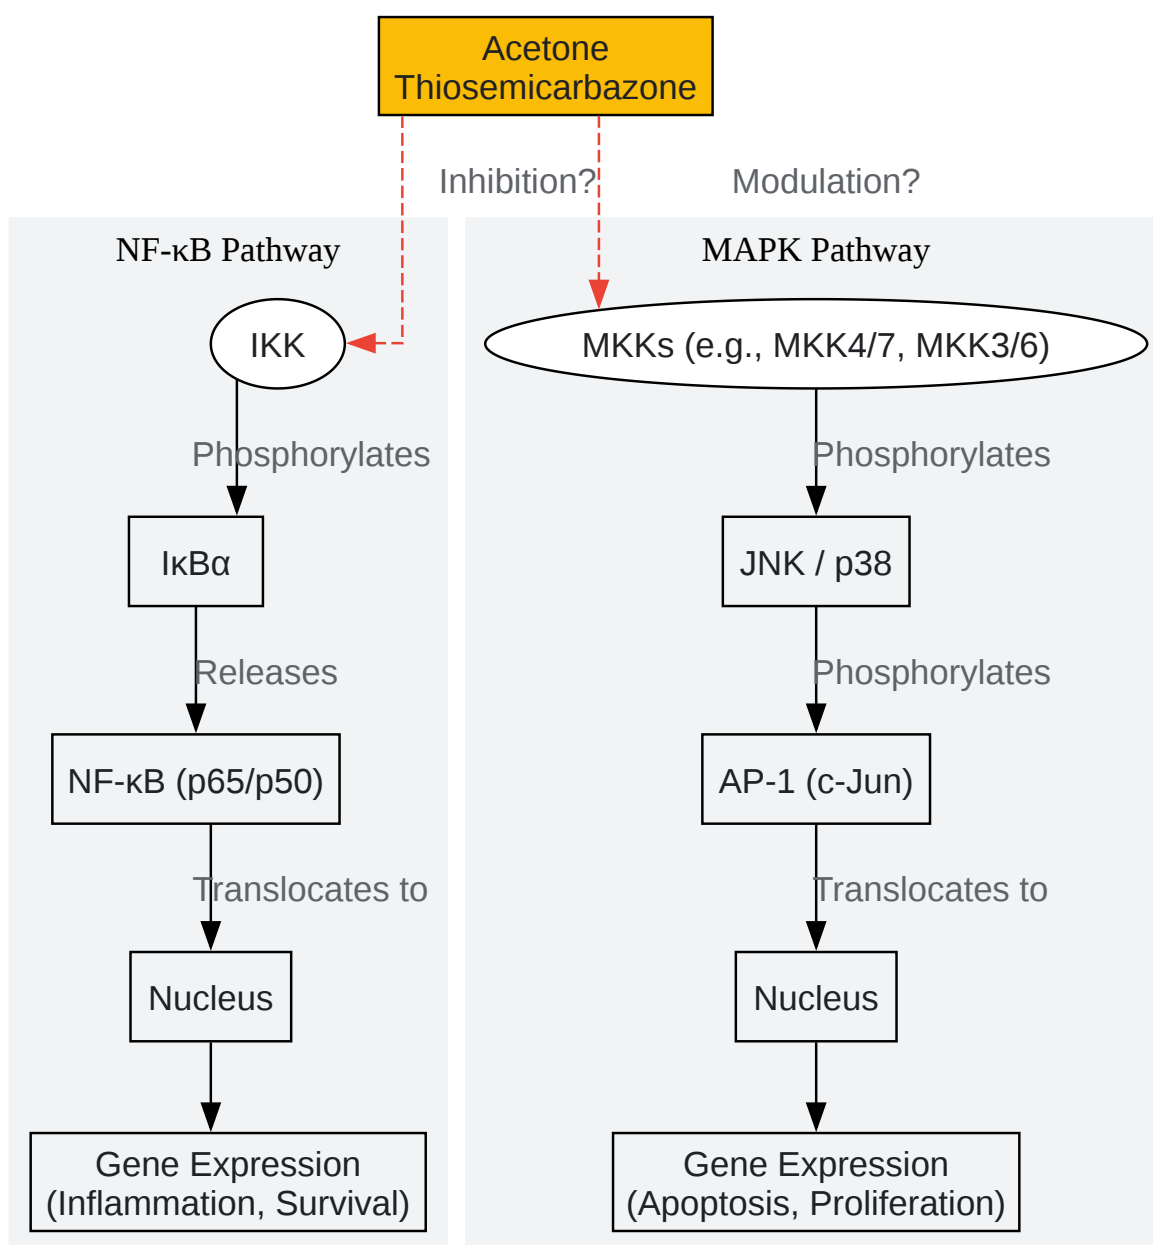 Acetone
Thiosemicarbazone
Inhibition?
Modulation?
NF-κB Pathway
IKK
Phosphorylates
IκBα
Releases
NF-κB (p65/p50)
Translocates to
Nucleus
Gene Expression
(Inflammation, Survival)
MAPK Pathway
MKKs (e.g., MKK4/7, MKK3/6)
Phosphorylates
JNK / p38
Phosphorylates
AP-1 (c-Jun)
Translocates to
Nucleus
Gene Expression
(Apoptosis, Proliferation)